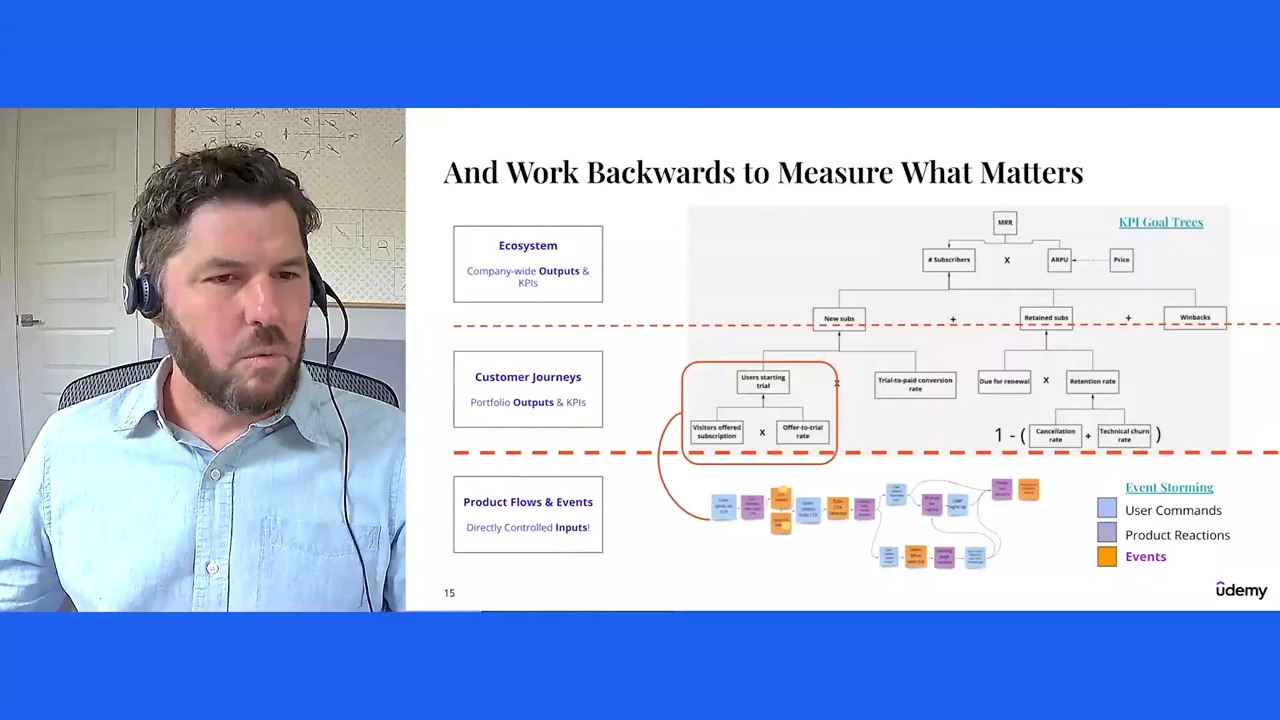 And Work Backwards to Measure What Matters
Ecosystem
Company-wide Outputs &
KPIs
KPI Goal Trees
MRR
# Subscribers
X
ARPU
Price
New subs
+
Retained subs
+
Winbacks
Customer Journeys
Portfolio Outputs & KPIs
Users starting
trial
x
Trial-to-paid conversion
rate
Due for renewal
X
Retention rate
Visitors offered
subscription
X
Offer-to-trial
rate
1 - (
Cancellation
rate
+
Technical churn
rate
)
Product Flows & Events
Directly Controlled Inputs!
Event Storming
User Commands
Product Reactions
Events
15
ûdemy